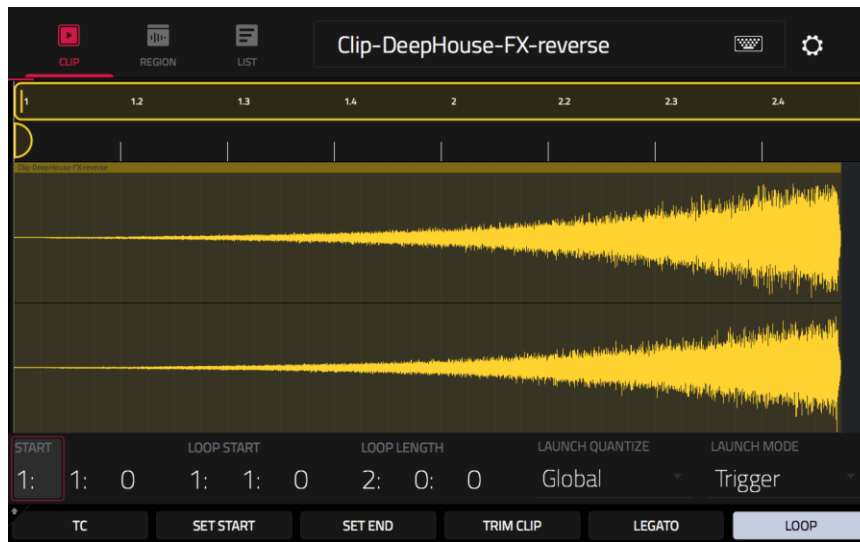 CLIP REGION LIST Clip-DeepHouse-FX-reverse
1 1.2 1.3 1.4 2 2.2 2.3 2.4
Clip-DeepHouse-FX-reverse
START LOOP START LOOP LENGTH LAUNCH QUANTIZE LAUNCH MODE
1: 1: 0 1: 1: 0 2: 0: 0 Global Trigger
TC SET START SET END TRIM CLIP LEGATO LOOP